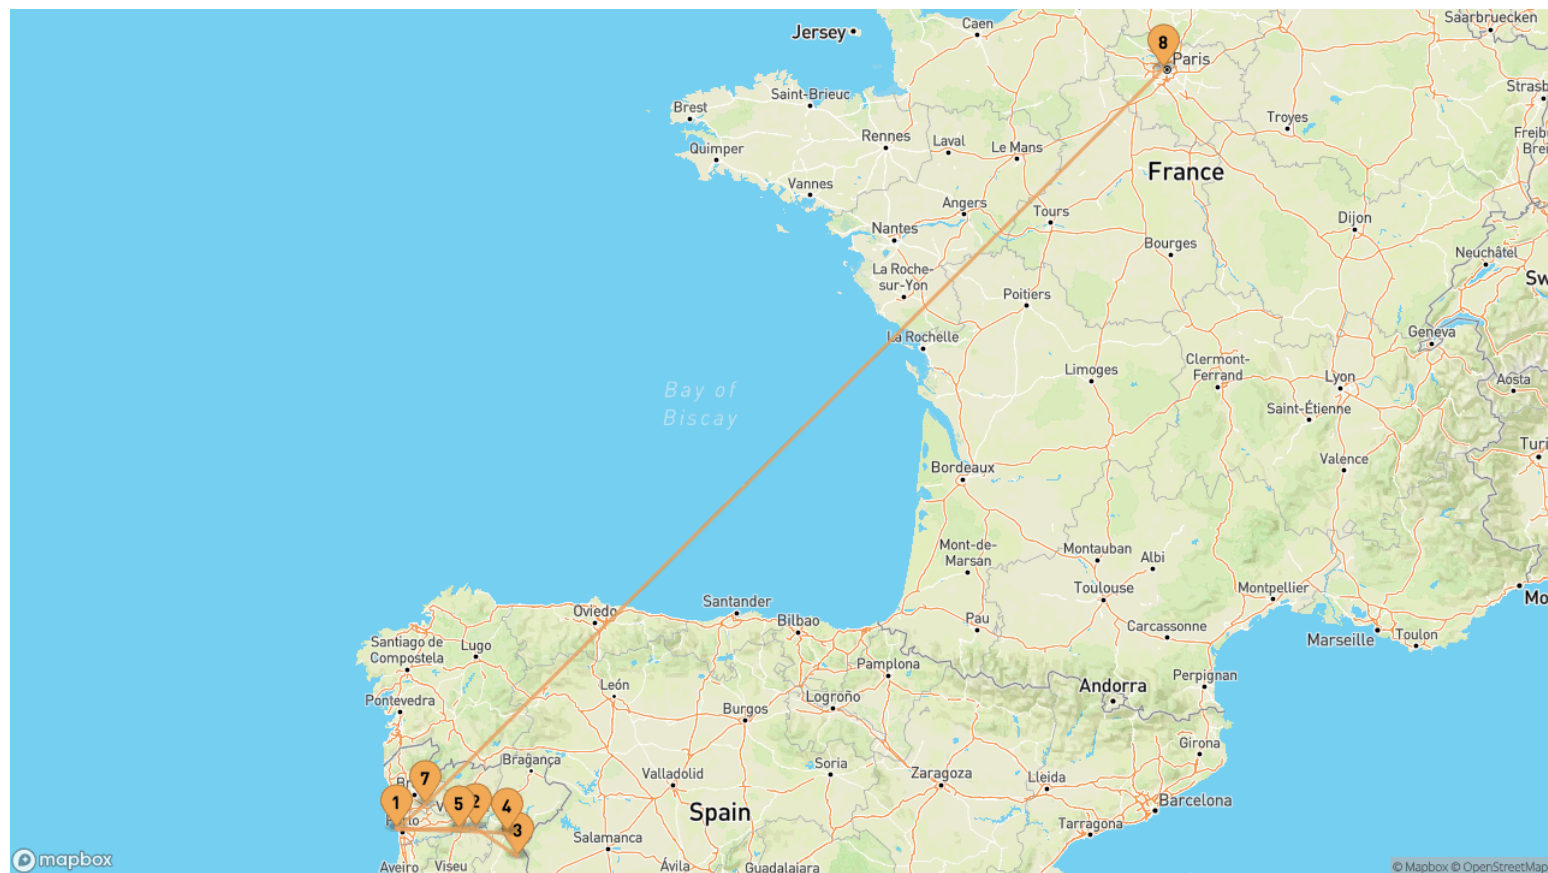 Caen
Saarbruecken
Jersey
8
Paris
Brest
Saint-Brieuc
Strasb
Troyes
Rennes
Laval
Le Mans
Freibu
Brei
Quimper
France
Vannes
Angers
Tours
Dijon
Nantes
Bourges
Neuchâtel
La Roche-
sur-Yon
Poitiers
Sw
Geneva
La Rochelle
Clermont-
Ferrand
Limoges
Lyon
Aosta
Bay of
Biscay
Saint-Étienne
Turi
Valence
Bordeaux
Mont-de-
Marsan
Montauban
Albi
Toulouse
Montpellier
Mo
Santander
Oviedo
Bilbao
Pau
Carcassonne
Marseille
Toulon
Santiago de
Compostela
Lugo
Pamplona
Perpignan
León
Andorra
Pontevedra
Logroño
Burgos
Girona
Bragança
Soria
Valladolid
Zaragoza
Lleida
7
Br
1
5
2
4
V
Spain
Barcelona
3
Tarragona
Salamanca
Aveiro
Viseu
Ávila
Guadalajara
mapbox
© Mapbox © OpenStreetMap